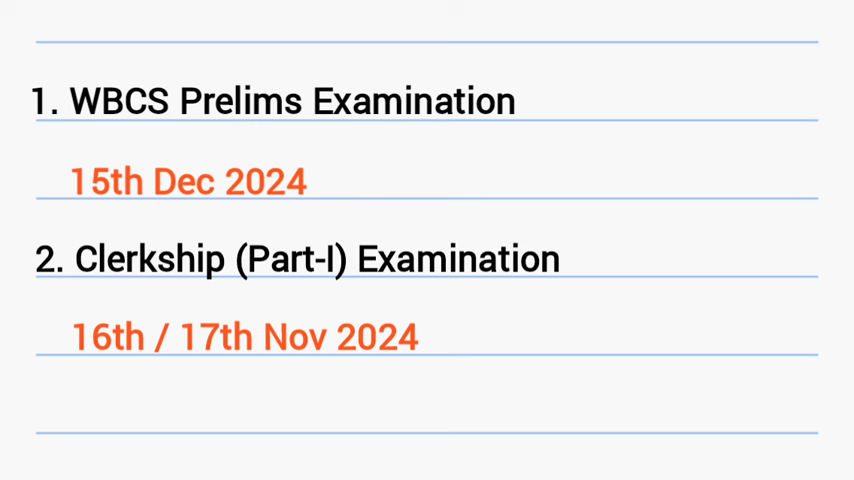 1. WBCS Prelims Examination
15th Dec 2024
2. Clerkship (Part-I) Examination
16th / 17th Nov 2024